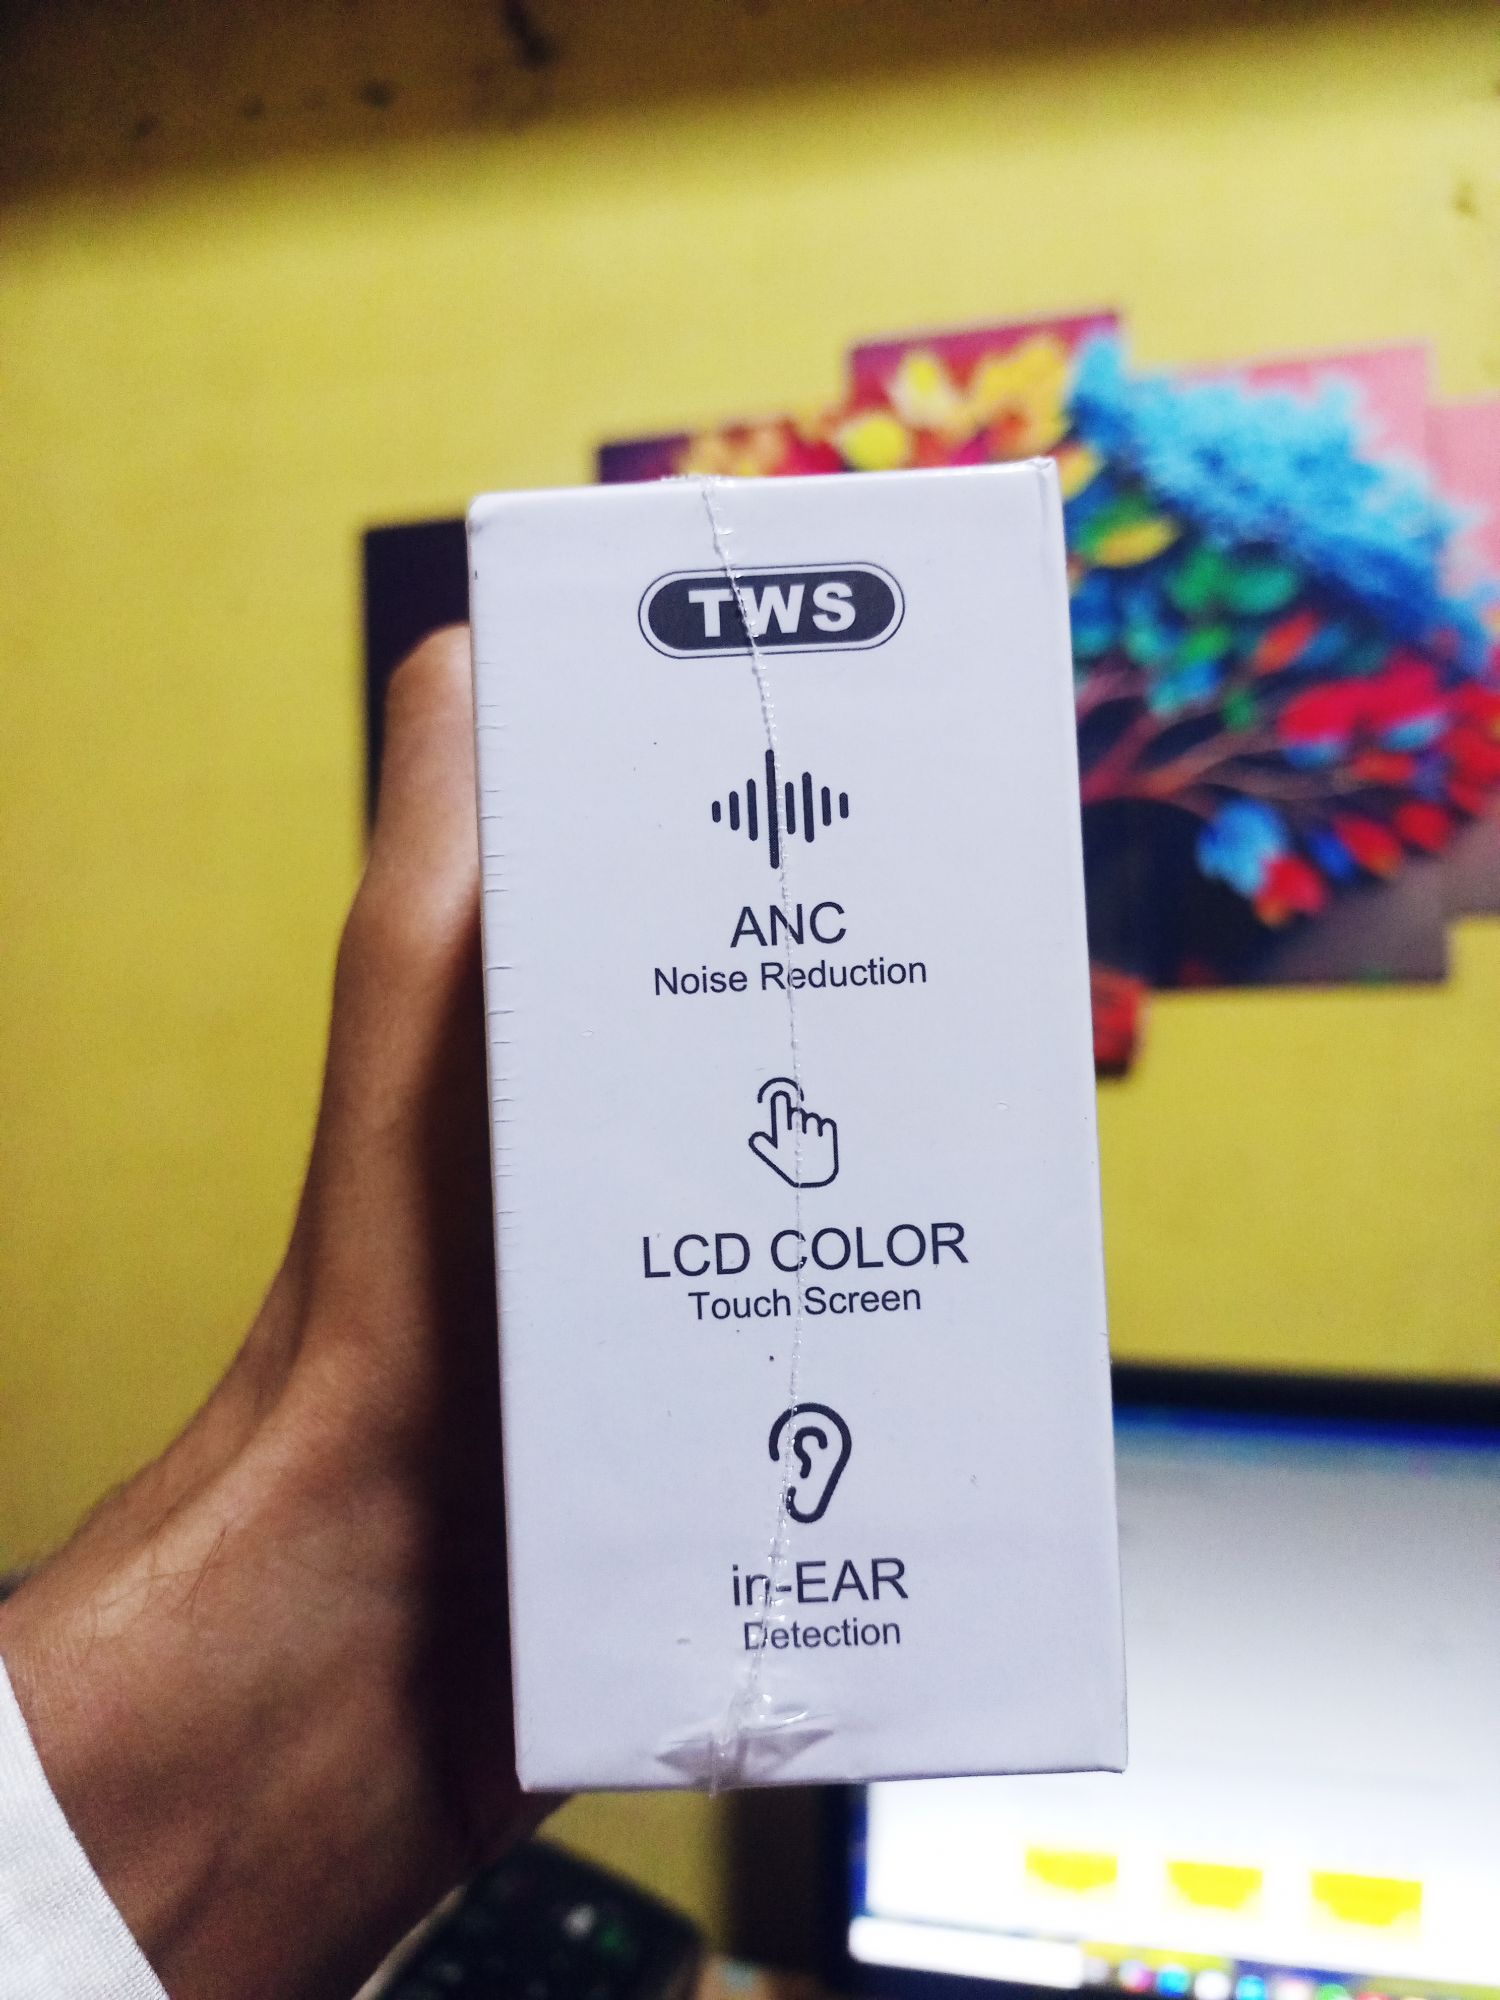 TWS
ANC
Noise Reduction
LCD COLOR
Touch Screen
in-EAR
Detection